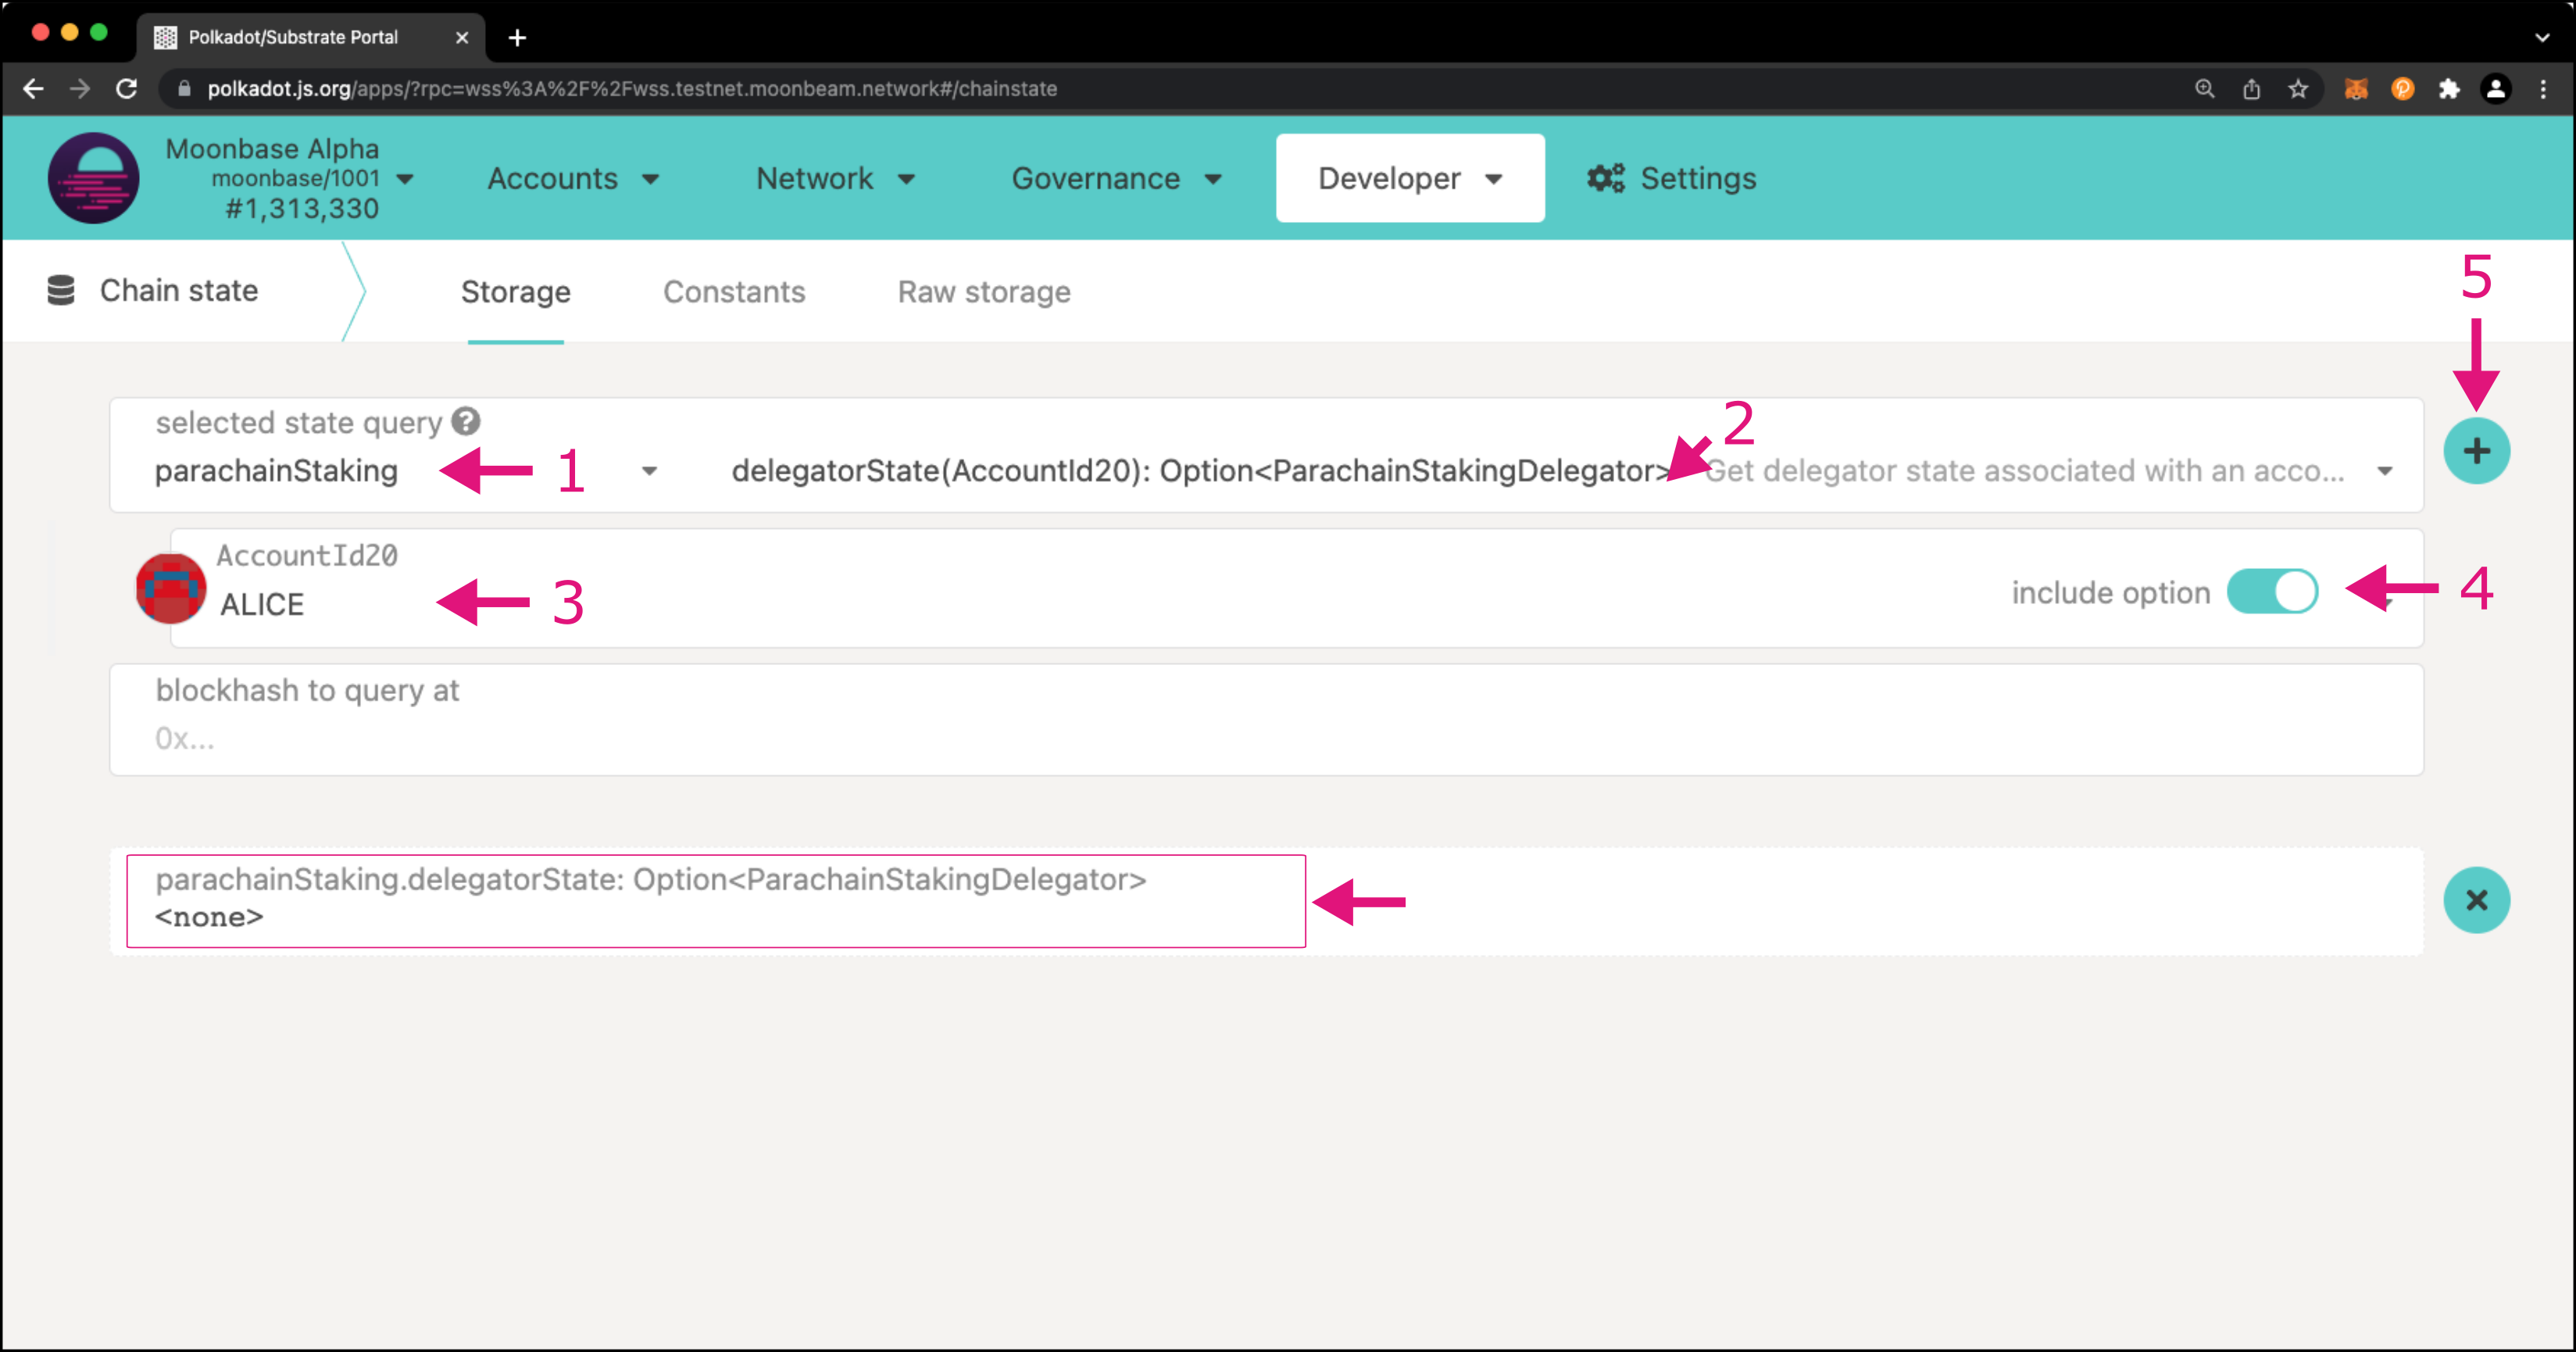 Polkadot/Substrate Portal
polkadot.js.org/apps/?rpc=wss%3A%2F%2Fwss.testnet.moonbeam.network#/chainstate
Moonbase Alpha
moonbase/1001
#1,313,330
Accounts
Network
Governance
Developer
Settings
Chain state
Storage
Constants
Raw storage
5
selected state query ?
parachainStaking
1
delegatorState(AccountId20): Option<ParachainStakingDelegator>
2
Get delegator state associated with an acco...
AccountId20
ALICE
3
include option
4
blockhash to query at
0x...
parachainStaking.delegatorState: Option<ParachainStakingDelegator>
<none>